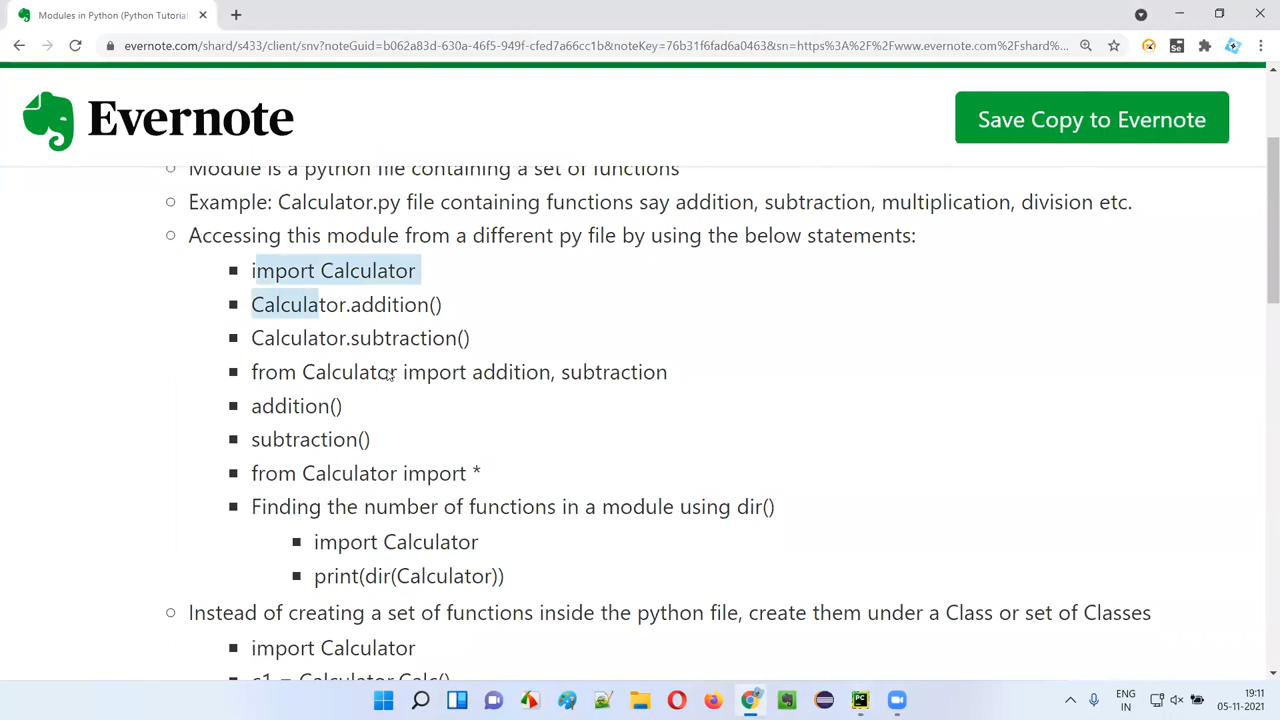 Modules in Python (Python Tutoria
evernote.com/shard/s433/client/snv?noteGuid=b062a83d-630a-46f5-949f-cfed7a66cc1b&noteKey=76b31f6fad6a0f63&sn=https%3A%2F%2Fwww.evernote.com%2Fshard%...
Evernote
Save Copy to Evernote
Module is a python file containing a set of functions
Example: Calculator.py file containing functions say addition, subtraction, multiplication, division etc.
Accessing this module from a different py file by using the below statements:
import Calculator
Calculator.addition()
Calculator.subtraction()
from Calculator import addition, subtraction
addition()
subtraction()
from Calculator import *
Finding the number of functions in a module using dir()
import Calculator
print(dir(Calculator))
Instead of creating a set of functions inside the python file, create them under a Class or set of Classes
import Calculator
c1 = Calculator.Calc()
ENG
IN
19:11
05-11-2021